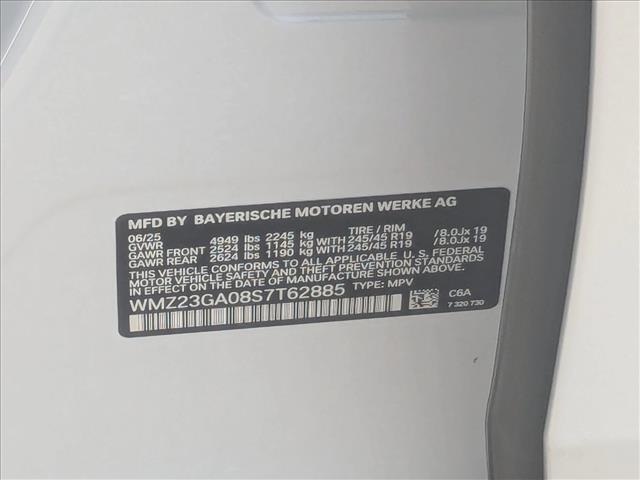 MFD BY BAYERISCHE MOTOREN WERKE AG
06/25 TIRE / RIM
GVWR 4949 lbs 2245 kg
GAWR FRONT 2524 lbs 1145 kg WITH 245/45 R19 / 8.0Jx 19
GAWR REAR 2624 lbs 1190 kg WITH 245/45 R19 / 8.0Jx 19
THIS VEHICLE CONFORMS TO ALL APPLICABLE U. S. FEDERAL
MOTOR VEHICLE SAFETY, BUMPER AND THEFT PREVENTION STANDARDS
IN EFFECT ON THE DATE OF MANUFACTURE SHOWN ABOVE.
WMZ23GA08S7T62885 TYPE: MPV
C6A
7 320 730